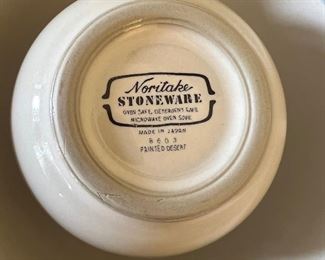 Noritake
STONEWARE
OVEN SAFE, DETERGENT SAFE
MICROWAVE OVEN SAFE
MADE IN JAPAN
8603
PAINTED DESERT